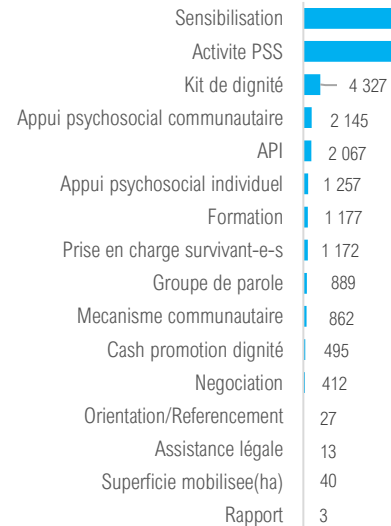 Sensibilisation
Activite PSS
Kit de dignité 4 327
Appui psychosocial communautaire 2 145
API 2 067
Appui psychosocial individuel 1 257
Formation 1 177
Prise en charge survivant-e-s 1 172
Groupe de parole 889
Mecanisme communautaire 862
Cash promotion dignité 495
Negociation 412
Orientation/Referencement 27
Assistance légale 13
Superficie mobilisee(ha) 40
Rapport 3